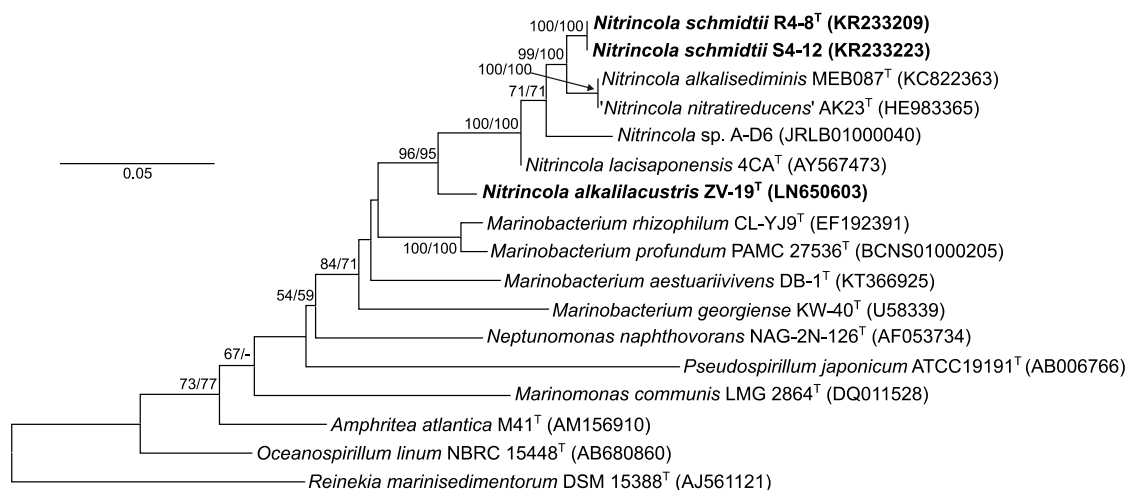 100/100 Nitrincola schmidtii R4-8ᵀ (KR233209)
99/100 Nitrincola schmidtii S4-12 (KR233223)
100/100 Nitrincola alkalisediminis MEB087ᵀ (KC822363)
71/71 'Nitrincola nitratireducens' AK23ᵀ (HE983365)
100/100 Nitrincola sp. A-D6 (JRLB01000040)
96/95 Nitrincola lacisaponensis 4CAᵀ (AY567473)
0.05 Nitrincola alkalilacustris ZV-19ᵀ (LN650603)
Marinobacterium rhizophilum CL-YJ9ᵀ (EF192391)
100/100 Marinobacterium profundum PAMC 27536ᵀ (BCNS01000205)
84/71 Marinobacterium aestuariivivens DB-1ᵀ (KT366925)
54/59 Marinobacterium georgiense KW-40ᵀ (U58339)
Neptunomonas naphthovorans NAG-2N-126ᵀ (AF053734)
67/- Pseudospirillum japonicum ATCC19191ᵀ (AB006766)
73/77 Marinomonas communis LMG 2864ᵀ (DQ011528)
Amphritea atlantica M41ᵀ (AM156910)
Oceanospirillum linum NBRC 15448ᵀ (AB680860)
Reinekia marinisedimentorum DSM 15388ᵀ (AJ561121)